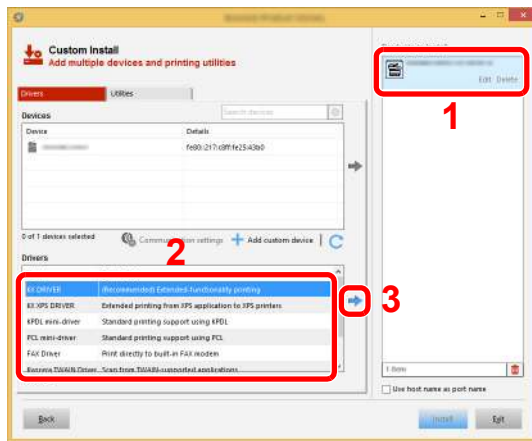 Custom Install
Add multiple devices and printing utilities
Drivers Utilities
Devices Search devices
Device Details
fe80::217:c8ff:fe25:43b0
0 of 1 devices selected Communication settings Add custom device
Drivers
KX DRIVER (Recommended) Extended functionality printing
KX XPS DRIVER Extended printing from XPS application to XPS printers
KPDL mini-driver Standard printing support using KPDL
PCL mini-driver Standard printing support using PCL
FAX Driver Print directly to built-in FAX modem
Kyocera TWAIN Driver Scan from TWAIN-supported applications
Edit Delete
1
2
3
1 item
Use host name as port name
Back Install Exit